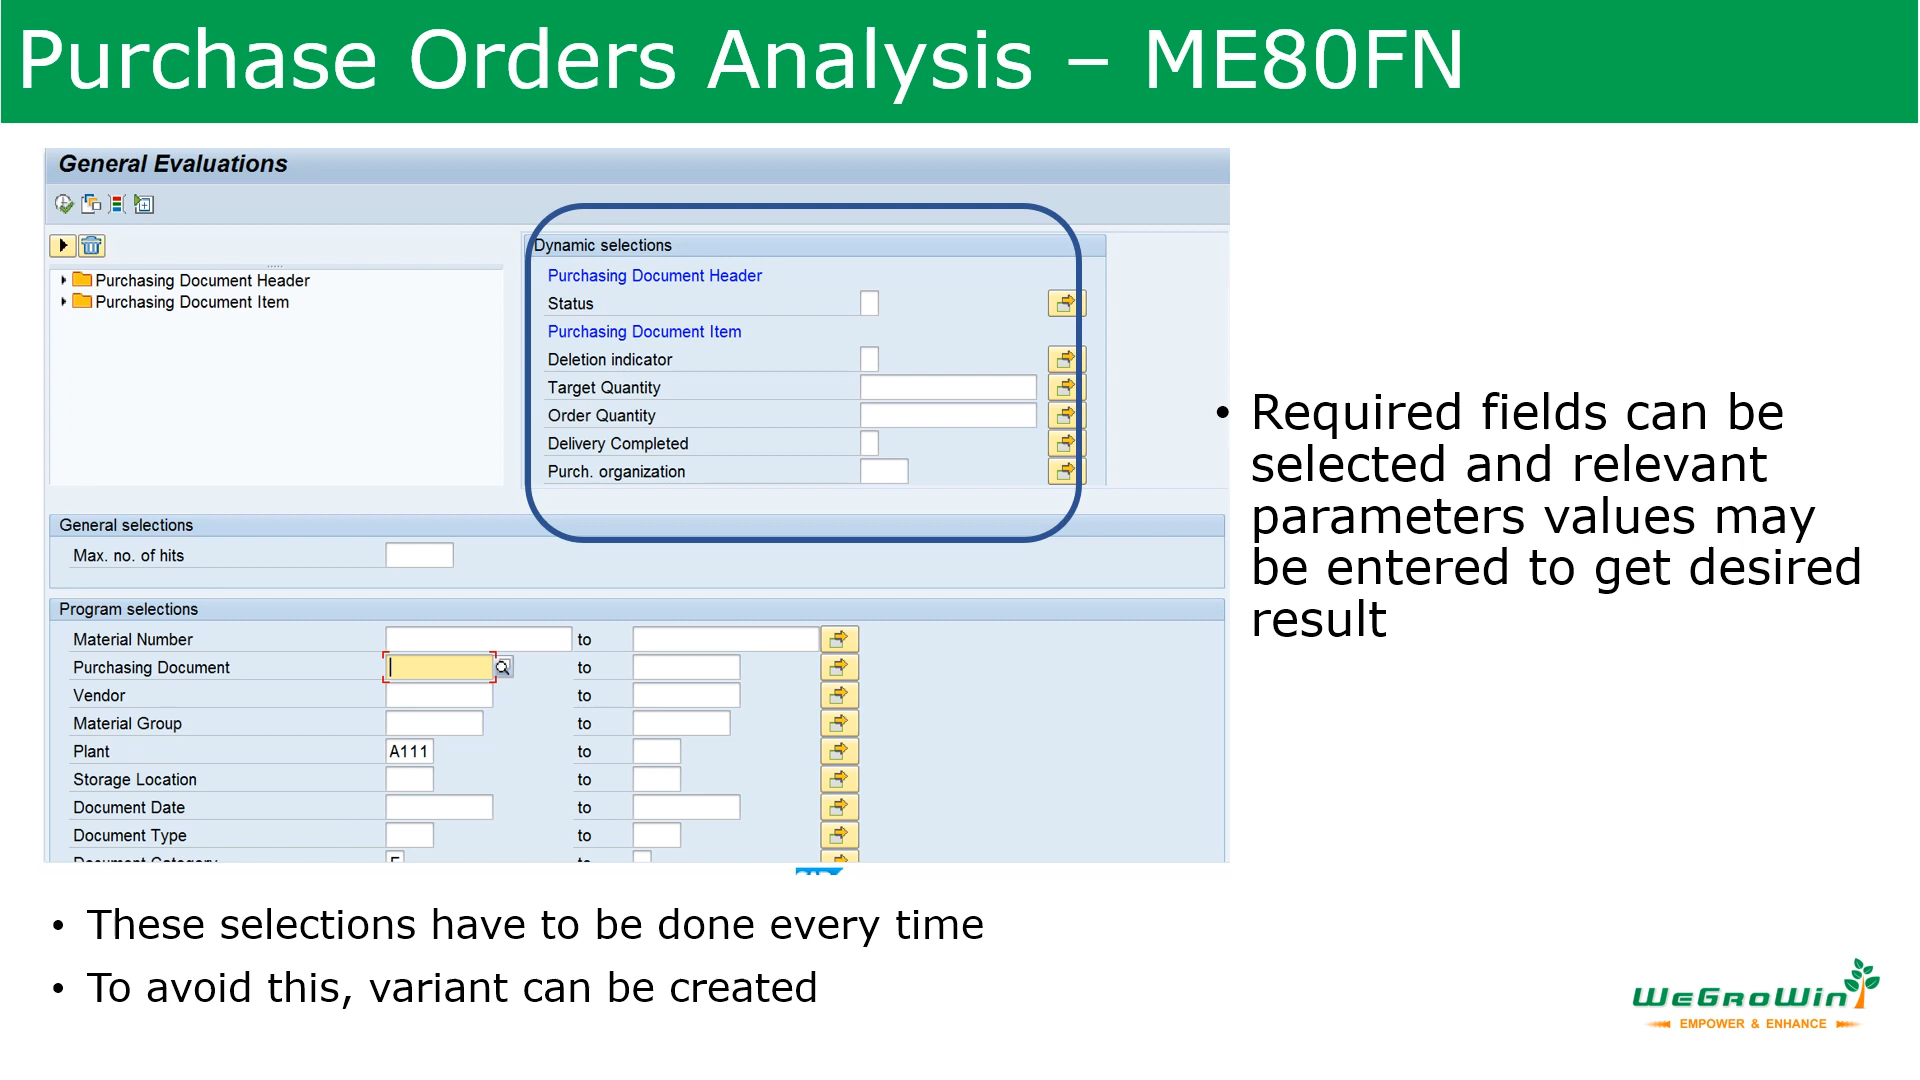 Purchase Orders Analysis – ME80FN
General Evaluations
Dynamic selections
Purchasing Document Header
Purchasing Document Item
Purchasing Document Header
Status
Purchasing Document Item
Deletion indicator
Target Quantity
Order Quantity
Delivery Completed
Purch. organization
General selections
Max. no. of hits
Program selections
Material Number to
Purchasing Document to
Vendor to
Material Group to
Plant A111 to
Storage Location to
Document Date to
Document Type to
Document Category F to
• Required fields can be
selected and relevant
parameters values may
be entered to get desired
result
• These selections have to be done every time
• To avoid this, variant can be created
WeGroWin
EMPOWER & ENHANCE